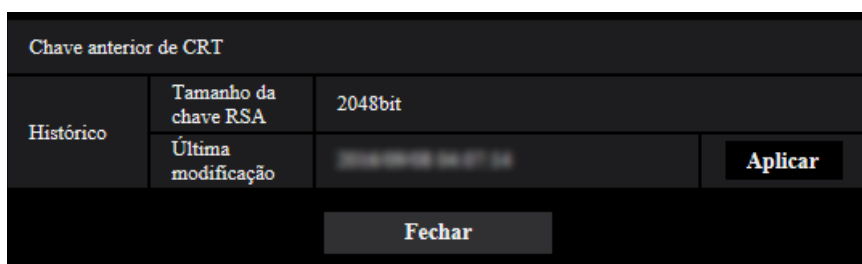 Chave anterior de CRT
Histórico
Tamanho da
chave RSA
2048bit
Última
modificação
Aplicar
Fechar